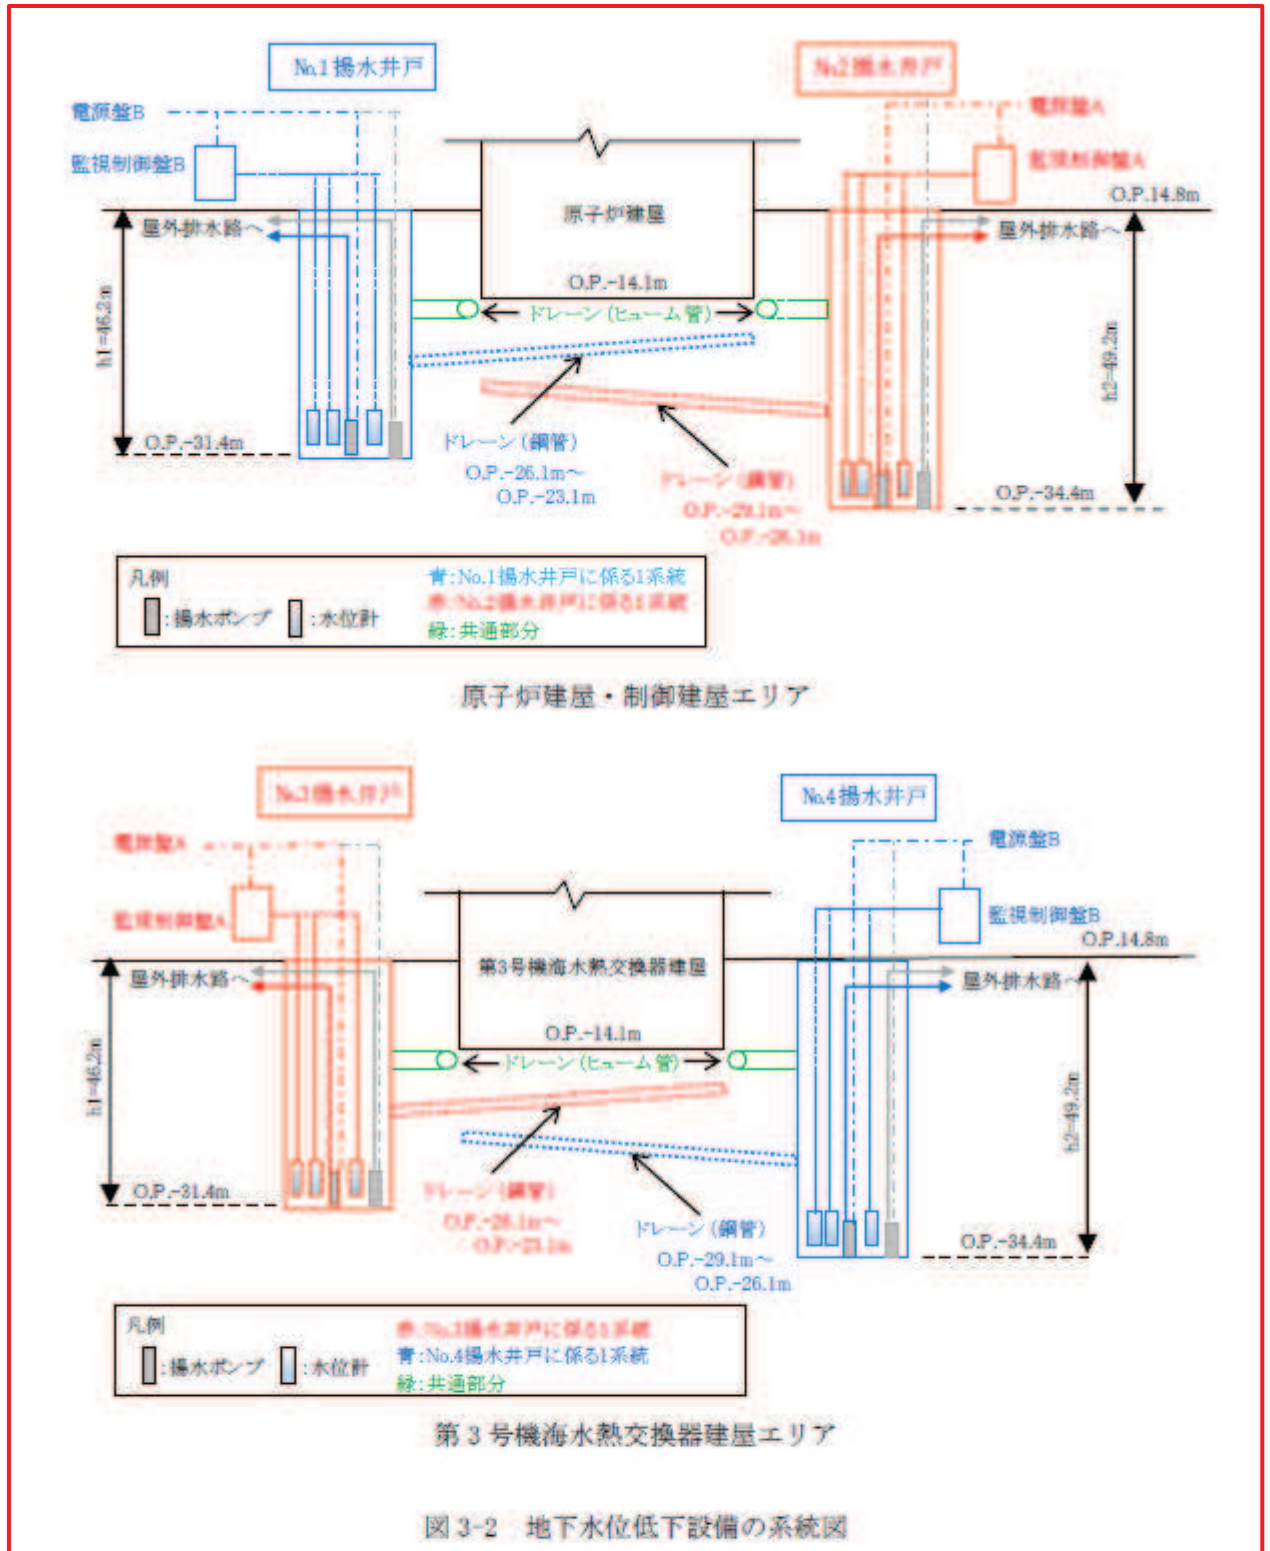 №1揚水井戸
№2揚水井戸
電源盤B
電源盤A
監視制御盤B
監視制御盤A
O.P.14.8m
原子炉建屋
屋外排水路へ
屋外排水路へ
O.P.-14.1m
ドレーン(ヒューム管)
h1=46.2m
h2=49.2m
O.P.-31.4m
ドレーン(鋼管)
O.P.-26.1m～
O.P.-23.1m
ドレーン(鋼管)
O.P.-29.1m～
O.P.-26.1m
O.P.-34.4m
凡例
:揚水ポンプ
:水位計
青:No.1揚水井戸に係る1系統
赤:No.2揚水井戸に係る1系統
緑:共通部分
原子炉建屋・制御建屋エリア
№3揚水井戸
№4揚水井戸
電源盤A
電源盤B
監視制御盤A
監視制御盤B
O.P.14.8m
第3号機海水熱交換器建屋
屋外排水路へ
屋外排水路へ
O.P.-14.1m
ドレーン(ヒューム管)
h1=46.2m
h2=49.2m
O.P.-31.4m
ドレーン(鋼管)
O.P.-26.1m～
O.P.-23.1m
ドレーン(鋼管)
O.P.-29.1m～
O.P.-26.1m
O.P.-34.4m
凡例
:揚水ポンプ
:水位計
赤:No.3揚水井戸に係る1系統
青:No.4揚水井戸に係る1系統
緑:共通部分
第3号機海水熱交換器建屋エリア
図3-2 地下水位低下設備の系統図